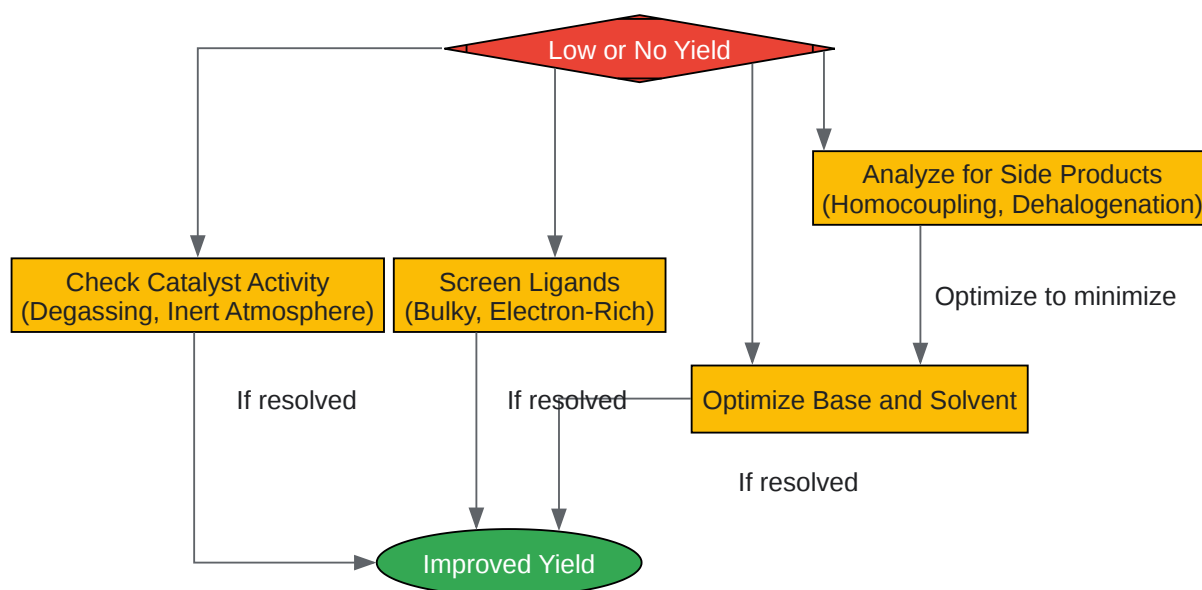 Low or No Yield
Analyze for Side Products
(Homocoupling, Dehalogenation)
Check Catalyst Activity
(Degassing, Inert Atmosphere)
Screen Ligands
(Bulky, Electron-Rich)
Optimize to minimize
If resolved
If resolved
Optimize Base and Solvent
If resolved
Improved Yield